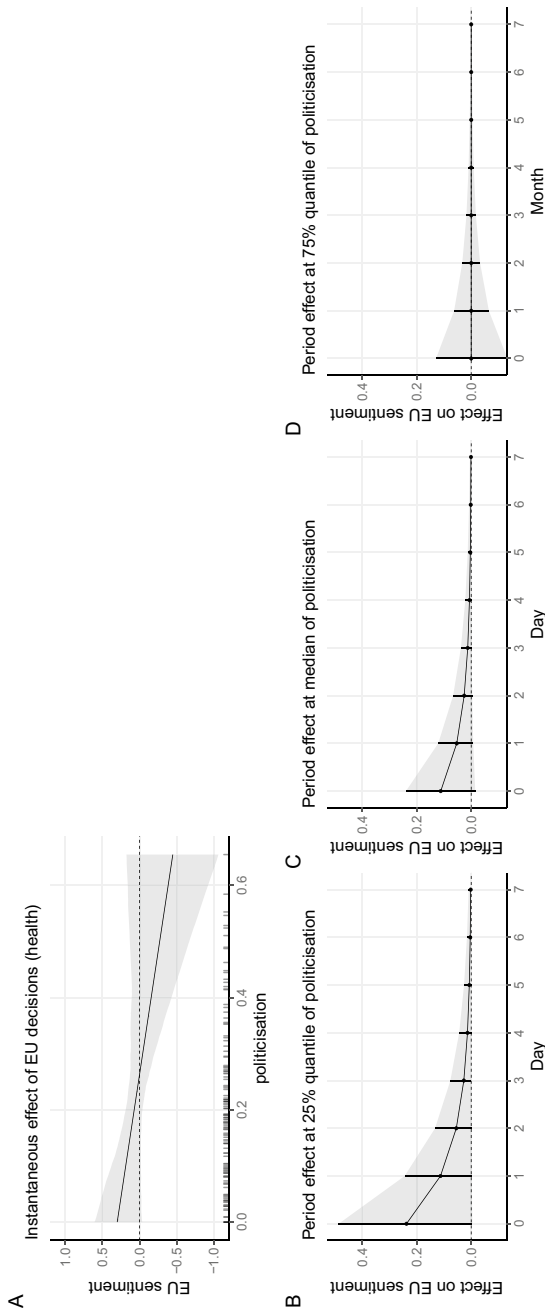 A
Instantaneous effect of EU decisions (health)
EU sentiment
1.0
0.5
0.0
−0.5
−1.0
0.0
0.2
0.4
0.6
politicisation
B
Period effect at 25% quantile of politicisation
Effect on EU sentiment
0.4
0.2
0.0
0
1
2
3
4
5
6
7
Day
C
Period effect at median of politicisation
Effect on EU sentiment
0.4
0.2
0.0
0
1
2
3
4
5
6
7
Day
D
Period effect at 75% quantile of politicisation
Effect on EU sentiment
0.4
0.2
0.0
0
1
2
3
4
5
6
7
Month